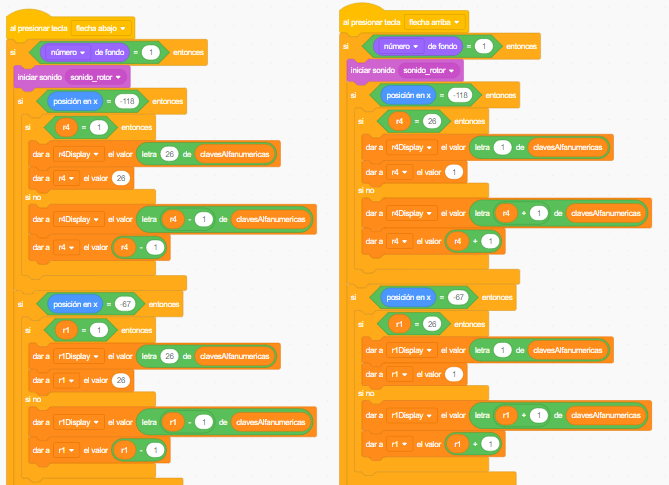 al presionar tecla flecha abajo
si número de fondo = 1 entonces
iniciar sonido sonido_rotor
si posición en x = -118 entonces
si r4 = 1 entonces
dar a r4Display el valor letra 26 de clavesAlfanumericas
dar a r4 el valor 26
si no
dar a r4Display el valor letra r4 - 1 de clavesAlfanumericas
dar a r4 el valor r4 - 1
si posición en x = -67 entonces
si r1 = 1 entonces
dar a r1Display el valor letra 26 de clavesAlfanumericas
dar a r1 el valor 26
si no
dar a r1Display el valor letra r1 - 1 de clavesAlfanumericas
dar a r1 el valor r1 - 1
al presionar tecla flecha arriba
si número de fondo = 1 entonces
iniciar sonido sonido_rotor
si posición en x = -118 entonces
si r4 = 26 entonces
dar a r4Display el valor letra 1 de clavesAlfanumericas
dar a r4 el valor 1
si no
dar a r4Display el valor letra r4 + 1 de clavesAlfanumericas
dar a r4 el valor r4 + 1
si posición en x = -67 entonces
si r1 = 26 entonces
dar a r1Display el valor letra 1 de clavesAlfanumericas
dar a r1 el valor 1
si no
dar a r1Display el valor letra r1 + 1 de clavesAlfanumericas
dar a r1 el valor r1 + 1